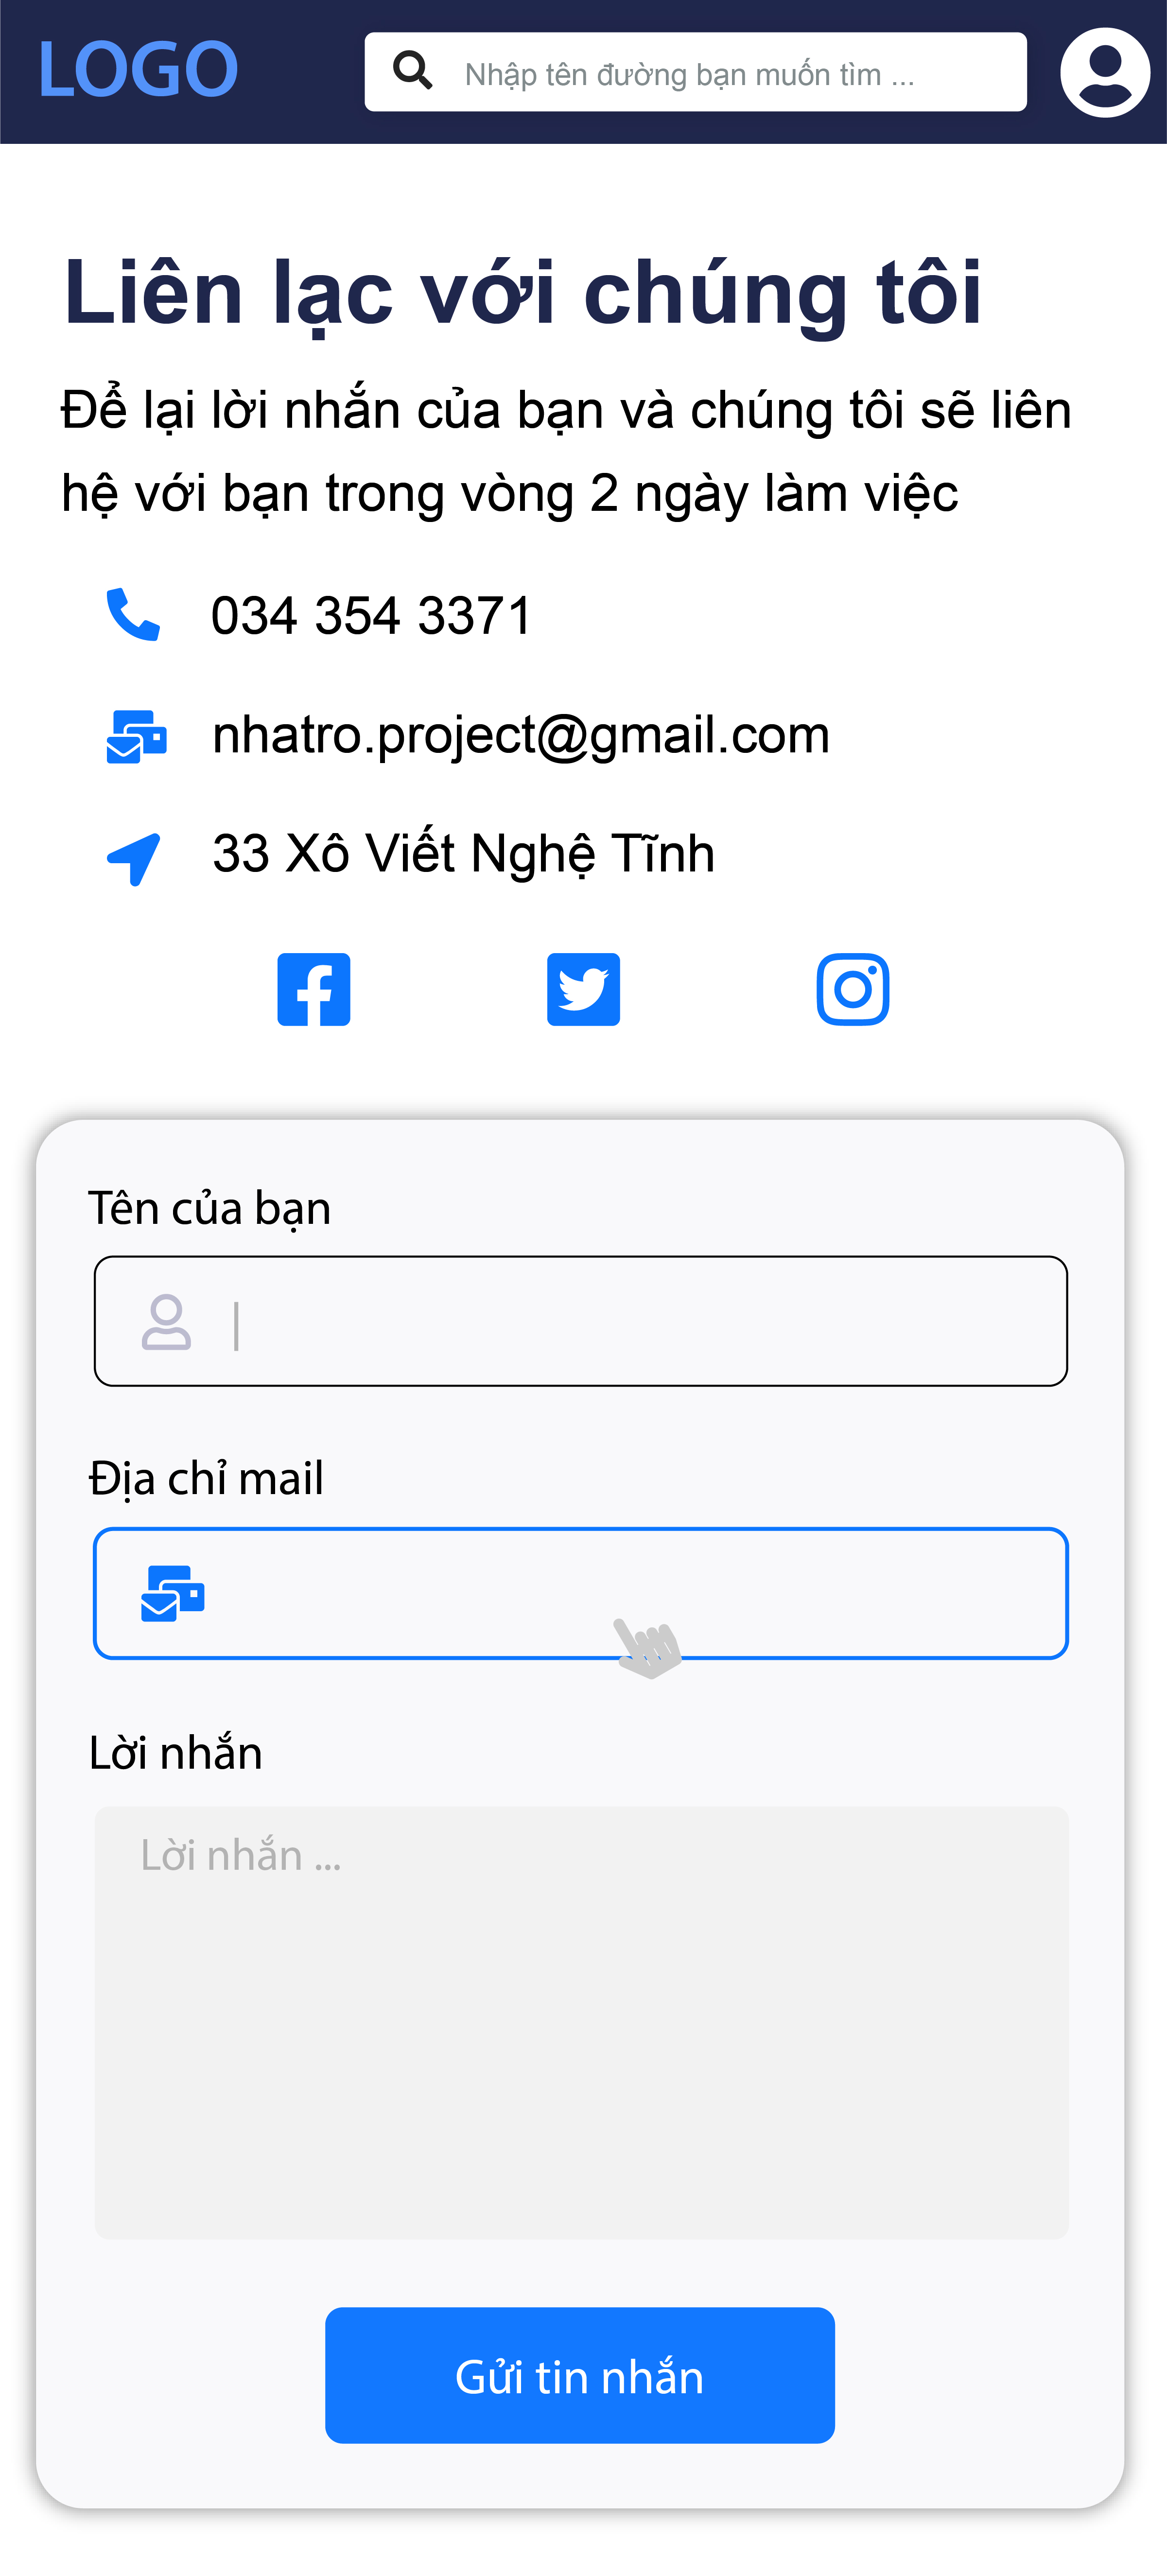 LOGO
Nhập tên đường bạn muốn tìm ...
Liên lạc với chúng tôi
Để lại lời nhắn của bạn và chúng tôi sẽ liên
hệ với bạn trong vòng 2 ngày làm việc
034 354 3371
nhatro.project@gmail.com
33 Xô Viết Nghệ Tĩnh
Tên của bạn
Địa chỉ mail
Lời nhắn
Lời nhắn ...
Gửi tin nhắn